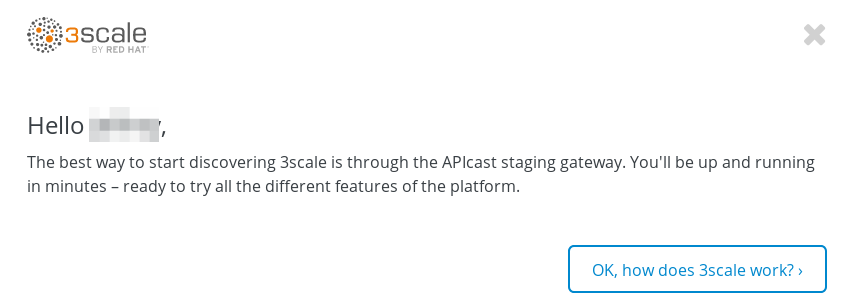 3scale
BY RED HAT
Hello ,
The best way to start discovering 3scale is through the APIcast staging gateway. You'll be up and running
in minutes – ready to try all the different features of the platform.
OK, how does 3scale work? ›